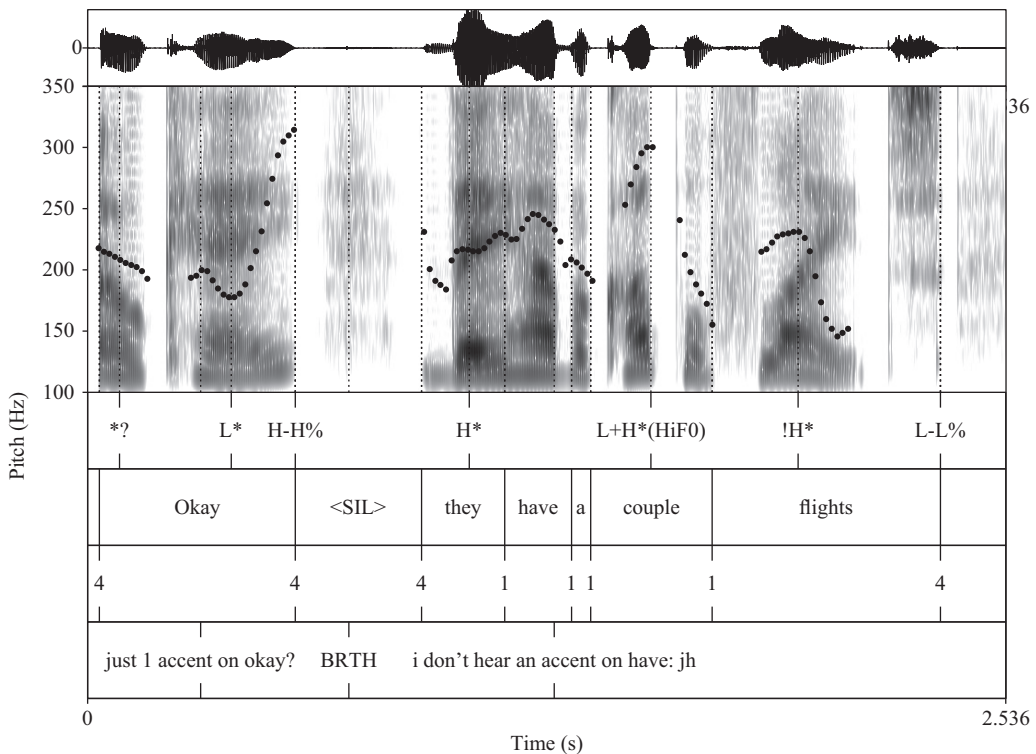 0
350
300
250
200
150
100
36
Pitch (Hz)
*? L* H-H% H* L+H*(HiF0) !H* L-L%
Okay <SIL> they have a couple flights
4 4 4 1 1 1 1 4
just 1 accent on okay? BRTH i don't hear an accent on have: jh
0 2.536
Time (s)